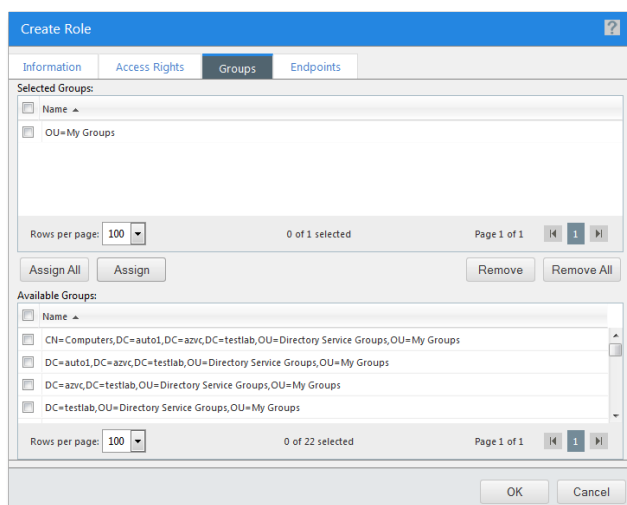 Create Role
?
Information Access Rights Groups Endpoints
Selected Groups:
Name
OU=My Groups
Rows per page: 100 0 of 1 selected Page 1 of 1 1
Assign All Assign Remove Remove All
Available Groups:
Name
CN=Computers,DC=auto1,DC=azvc,DC=testlab,OU=Directory Service Groups,OU=My Groups
DC=auto1,DC=azvc,DC=testlab,OU=Directory Service Groups,OU=My Groups
DC=azvc,DC=testlab,OU=Directory Service Groups,OU=My Groups
DC=testlab,OU=Directory Service Groups,OU=My Groups
Rows per page: 100 0 of 22 selected Page 1 of 1 1
OK Cancel